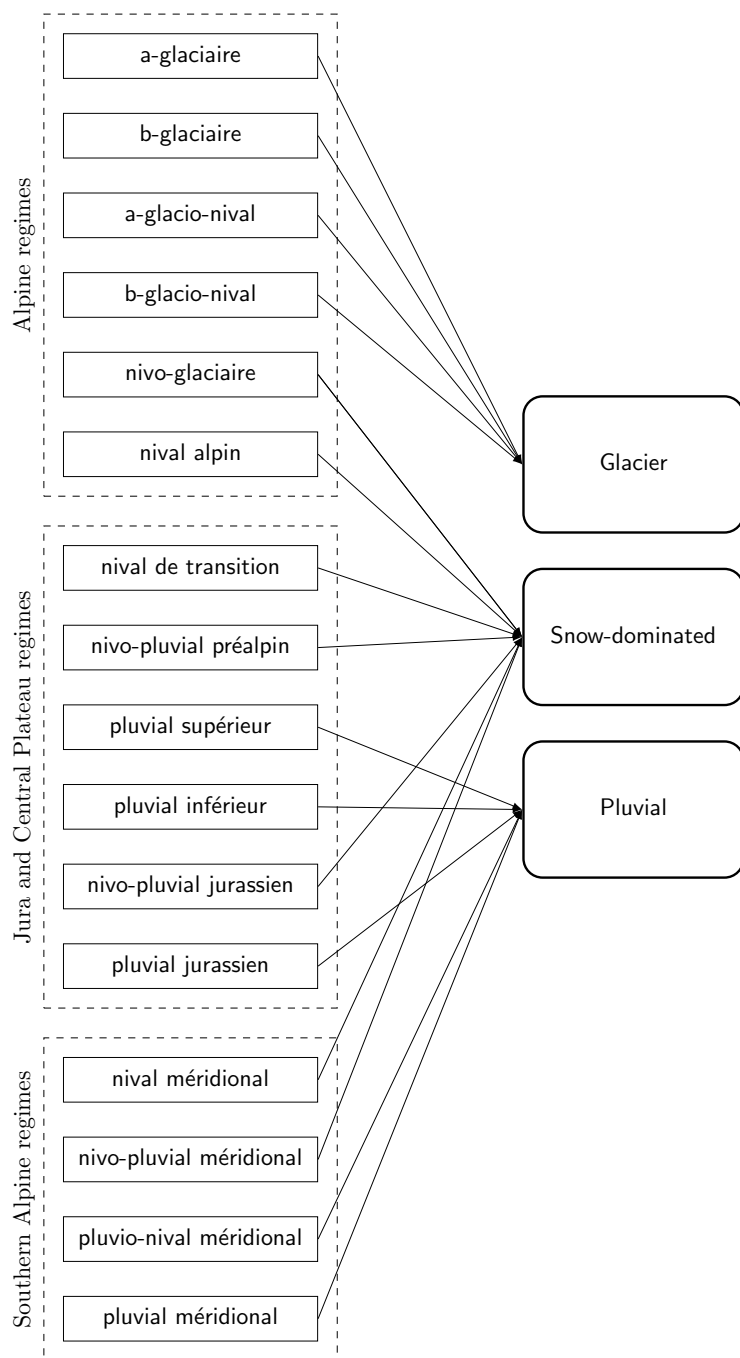 Alpine regimes
a-glaciaire
b-glaciaire
a-glacio-nival
b-glacio-nival
nivo-glaciaire
nival alpin
Jura and Central Plateau regimes
nival de transition
nivo-pluvial préalpin
pluvial supérieur
pluvial inférieur
nivo-pluvial jurassien
pluvial jurassien
Southern Alpine regimes
nival méridional
nivo-pluvial méridional
pluvio-nival méridional
pluvial méridional
Glacier
Snow-dominated
Pluvial